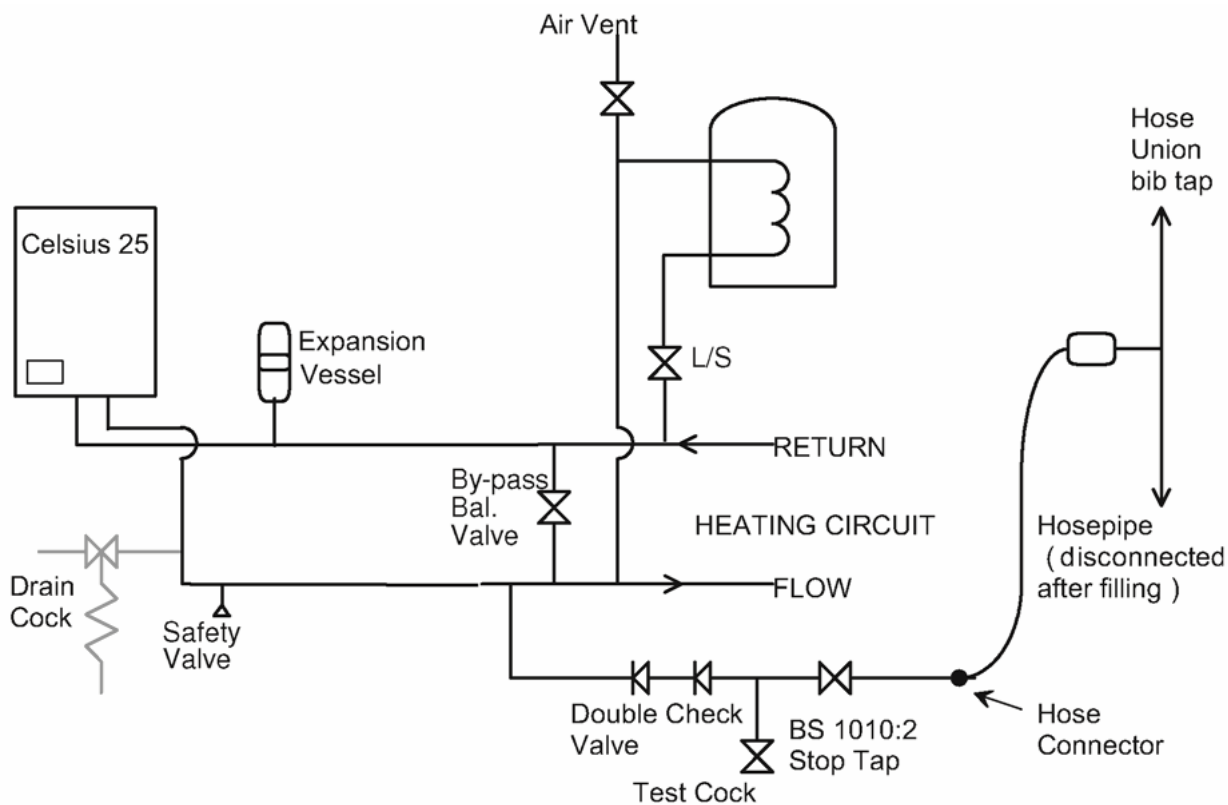 Air Vent
Hose
Union
bib tap
Celsius 25
Expansion
Vessel
L/S
RETURN
By-pass
Bal.
Valve
HEATING CIRCUIT
Hosepipe
( disconnected
after filling )
Drain
Cock
FLOW
Safety
Valve
Double Check
Valve
BS 1010:2
Stop Tap
Hose
Connector
Test Cock